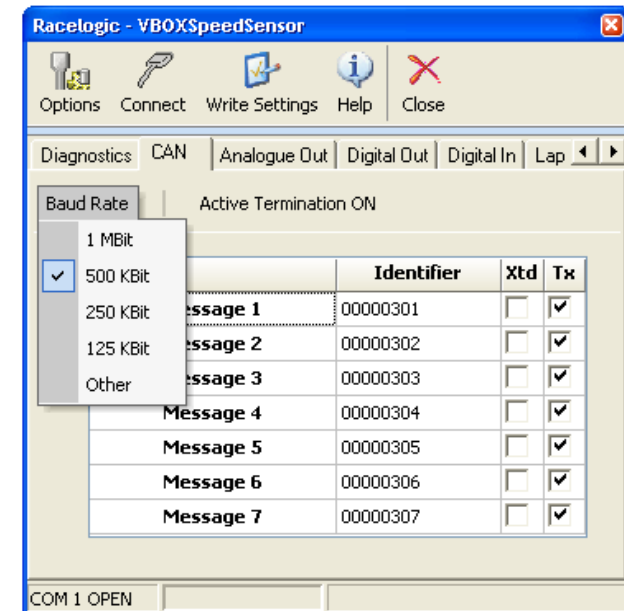 Racelogic - VBOXSpeedSensor
Options Connect Write Settings Help Close
Diagnostics CAN Analogue Out Digital Out Digital In Lap
Baud Rate Active Termination ON
1 MBit
500 KBit
250 KBit
125 KBit
Other
Identifier Xtd Tx
essage 1 00000301
essage 2 00000302
essage 3 00000303
Message 4 00000304
Message 5 00000305
Message 6 00000306
Message 7 00000307
COM 1 OPEN